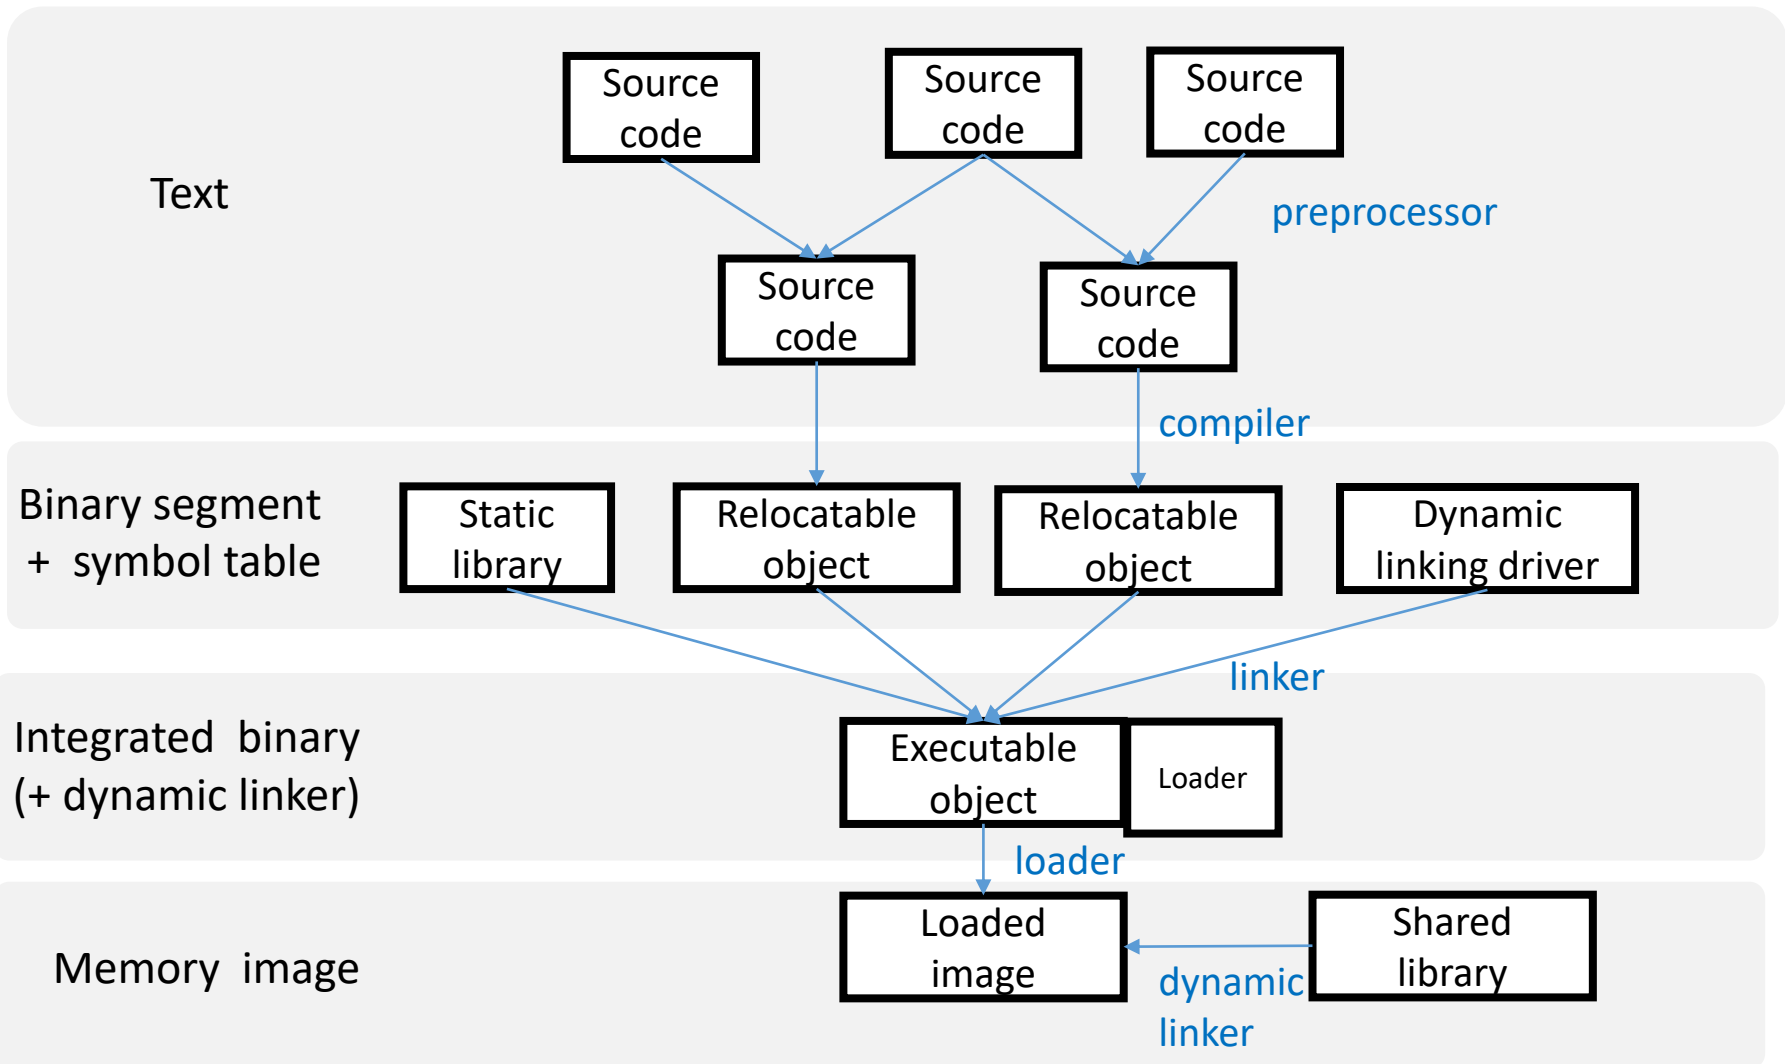 Source
code
Source
code
Source
code
Text
preprocessor
Source
code
Source
code
compiler
Binary segment
+ symbol table
Static
library
Relocatable
object
Relocatable
object
Dynamic
linking driver
linker
Integrated binary
(+ dynamic linker)
Executable
object
Loader
loader
Memory image
Loaded
image
dynamic
linker
Shared
library